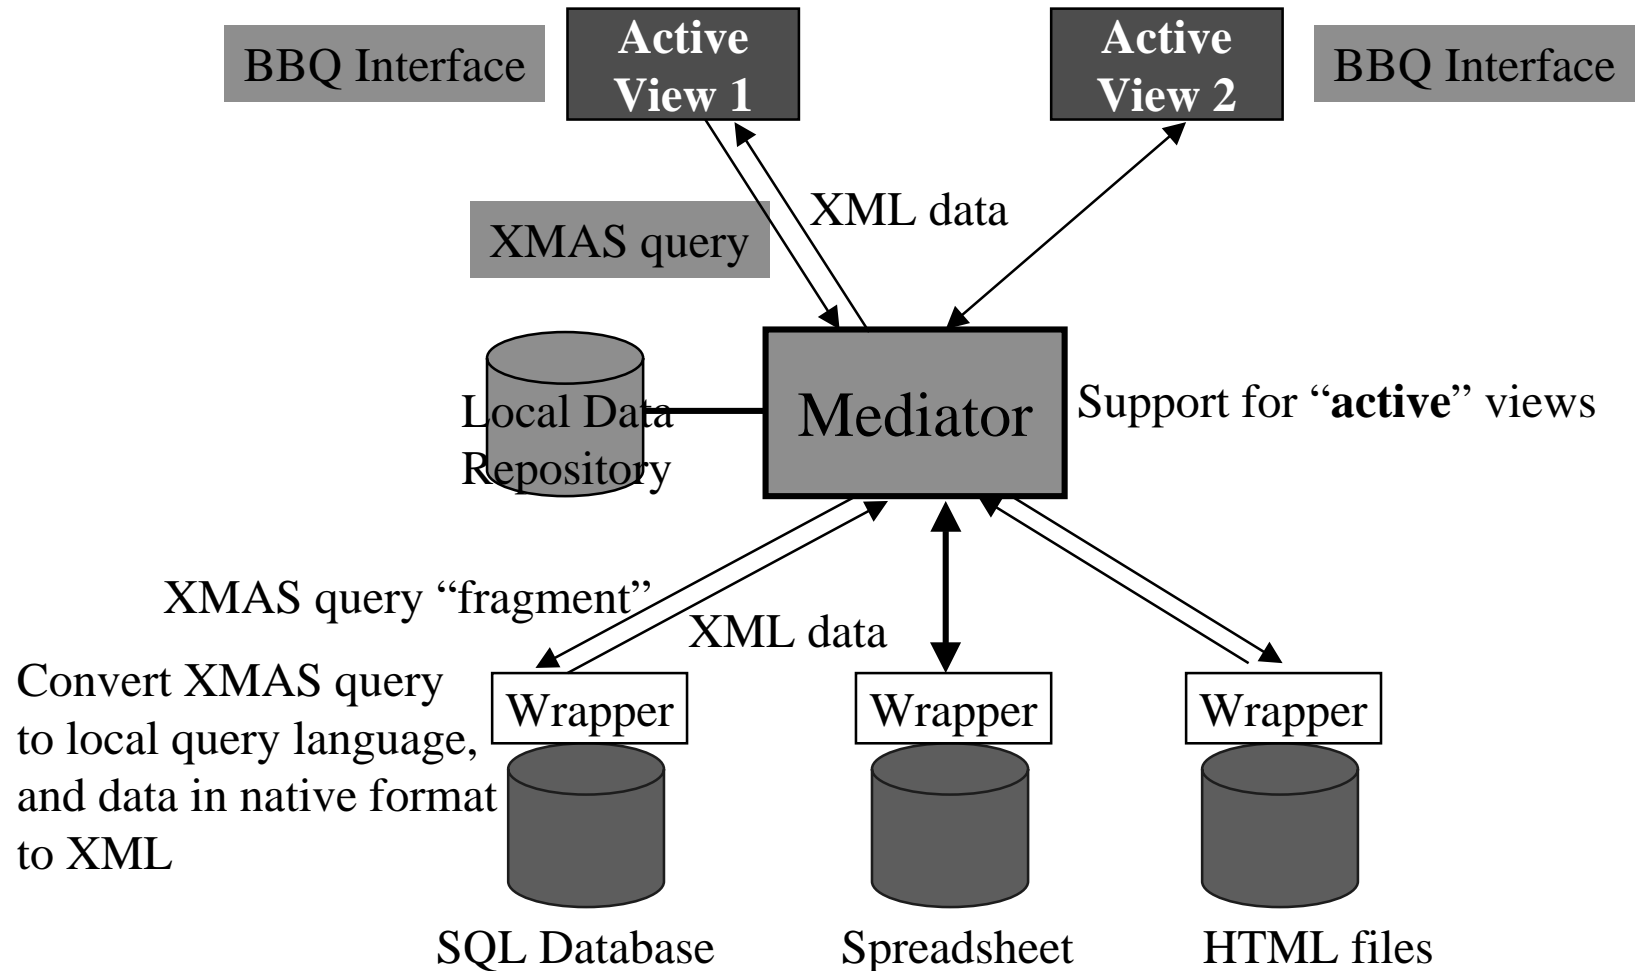 BBQ Interface
Active
View 1
Active
View 2
BBQ Interface
XML data
XMAS query
Local Data
Repository
Mediator
Support for “active” views
XMAS query “fragment”
XML data
Convert XMAS query
to local query language,
and data in native format
to XML
Wrapper
Wrapper
Wrapper
SQL Database
Spreadsheet
HTML files